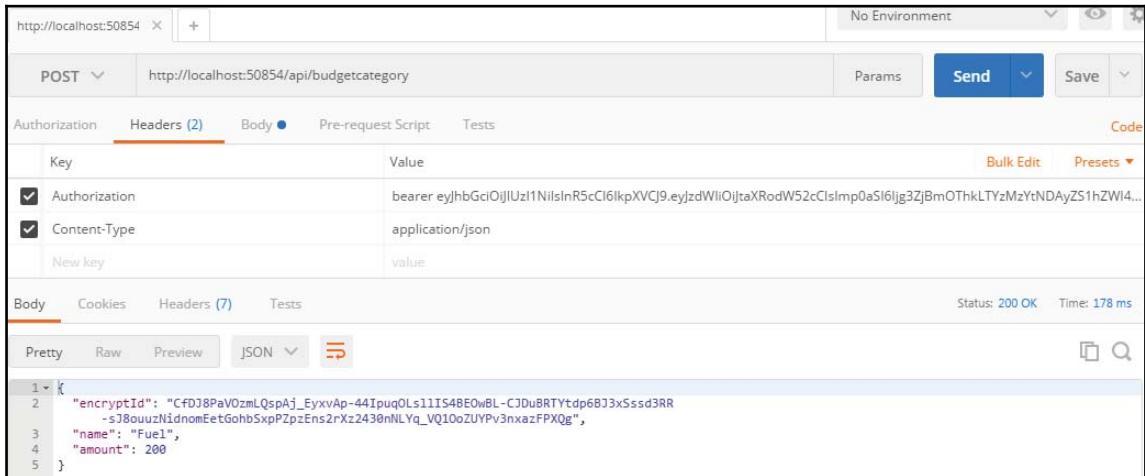 http://localhost:50854 × +
No Environment
POST http://localhost:50854/api/budgetcategory Params Send Save
Authorization Headers (2) Body Pre-request Script Tests Code
Key Value Bulk Edit Presets
Authorization bearer eyJhbGciOiJIUzI1NiIsInR5cCI6IkpXVCJ9.eyJzdWIiOiJtaXRodW52cCIsImp0aSI6Ijg3ZjBmOThkLTYzMzYtNDAyZS1hZWI4...
Content-Type application/json
New key value
Body Cookies Headers (7) Tests Status: 200 OK Time: 178 ms
Pretty Raw Preview JSON
1 {
2 "encryptId": "CfDJ8PaVOzmLQspAj_EyxvAp-44IpuqOLsllIS4BEOwBL-CJDuBRTYtdp6BJ3xSssd3RR
-sJ8ouuzNidnomEetGohbSxpPZpzEns2rXz2430nNLYq_VQ1OoZUYPv3nxazFPXQg",
3 "name": "Fuel",
4 "amount": 200
5 }